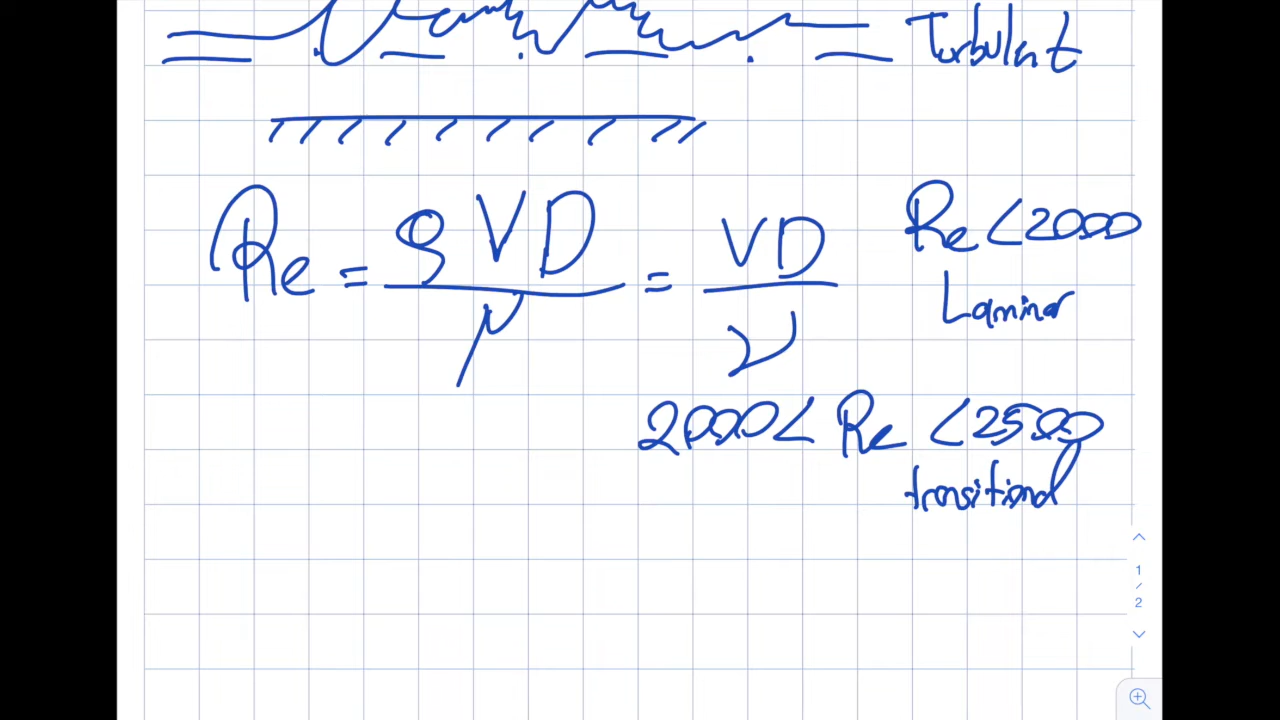 Turbulent
Re = ρVD/μ = VD/ν
Re < 2000
Laminar
2000 < Re < 2500
transitional
1
/
2